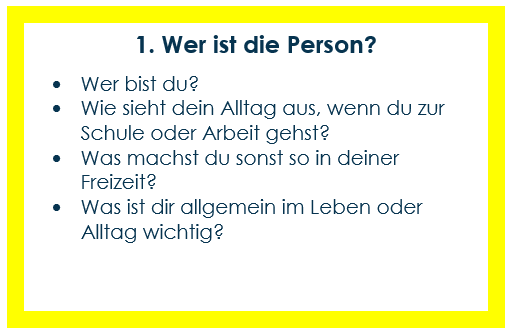 1. Wer ist die Person?
• Wer bist du?
• Wie sieht dein Alltag aus, wenn du zur
Schule oder Arbeit gehst?
• Was machst du sonst so in deiner
Freizeit?
• Was ist dir allgemein im Leben oder
Alltag wichtig?